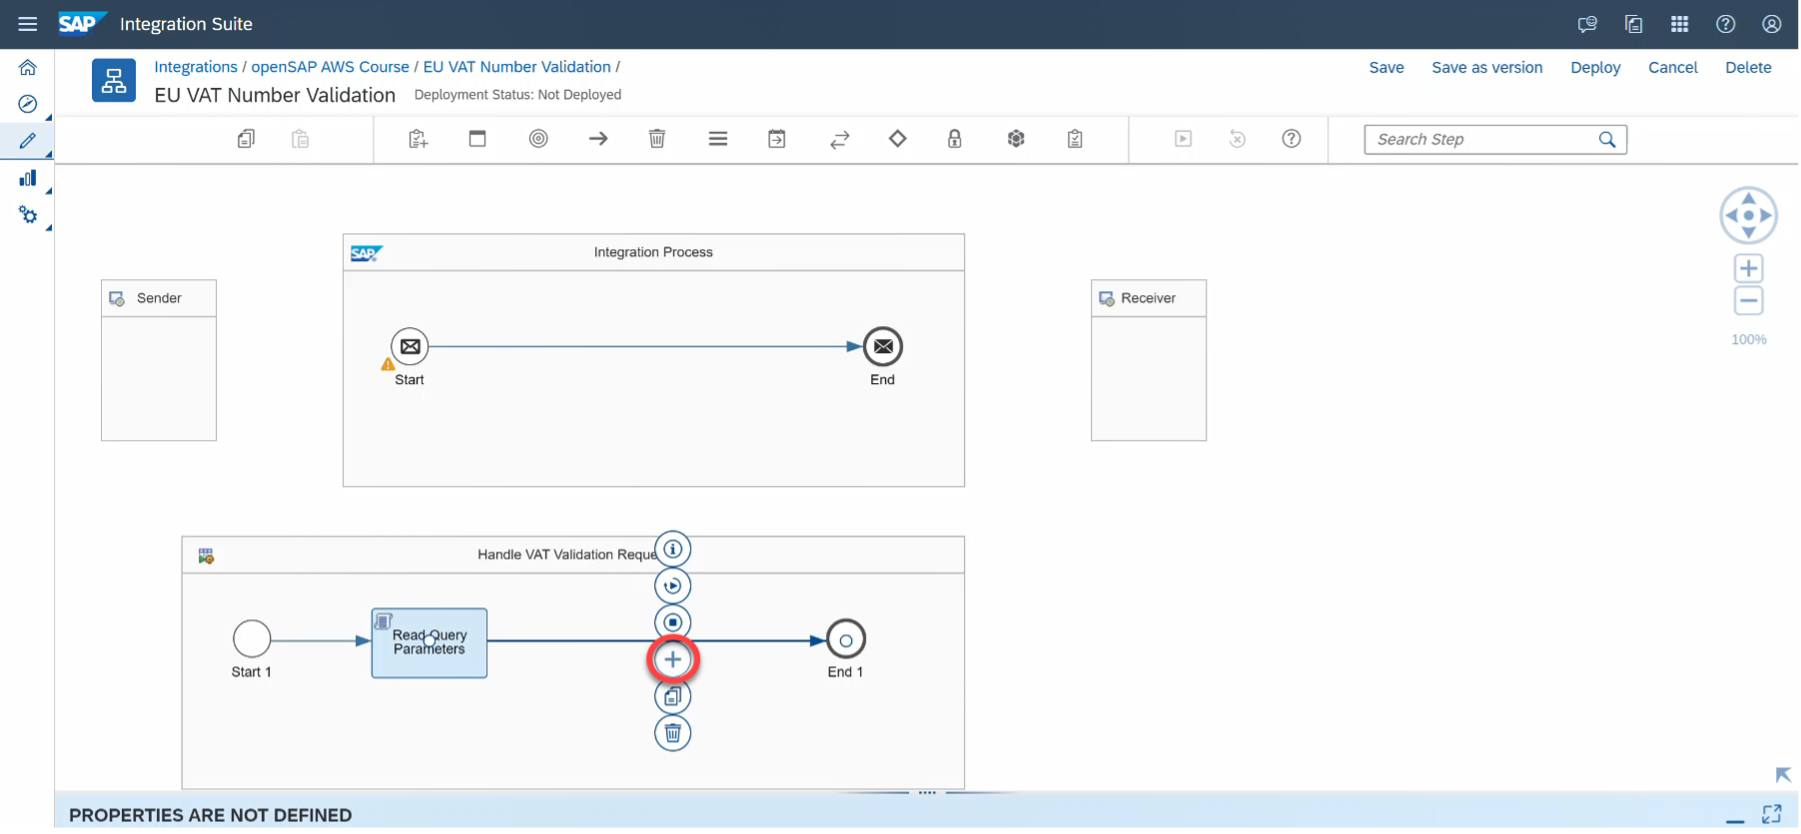 SAP Integration Suite
Integrations / openSAP AWS Course / EU VAT Number Validation /
EU VAT Number Validation Deployment Status: Not Deployed
Save Save as version Deploy Cancel Delete
Search Step
SAP Integration Process
Sender
Receiver
Start
End
100%
Handle VAT Validation Reque
Read Query
Parameters
Start 1
End 1
PROPERTIES ARE NOT DEFINED